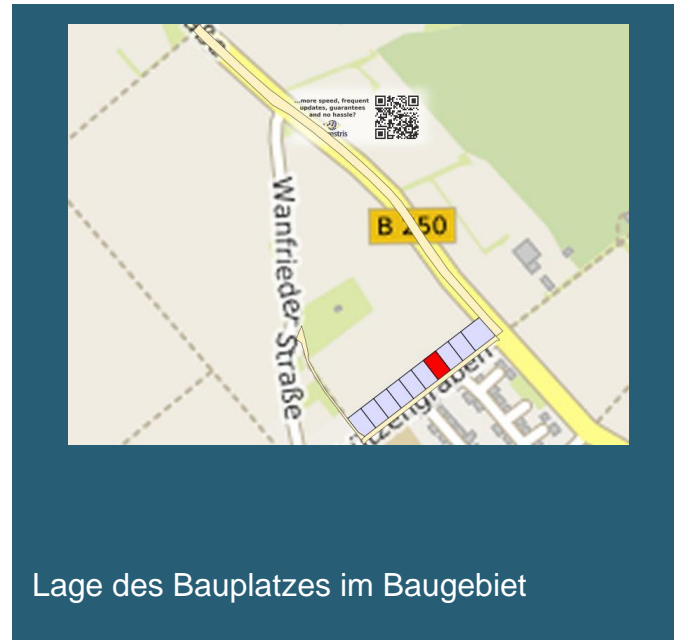 ...more speed, frequent
updates, guarantees
and no hassle?
B 250
Wanfrieder Straße
Lage des Bauplatzes im Baugebiet